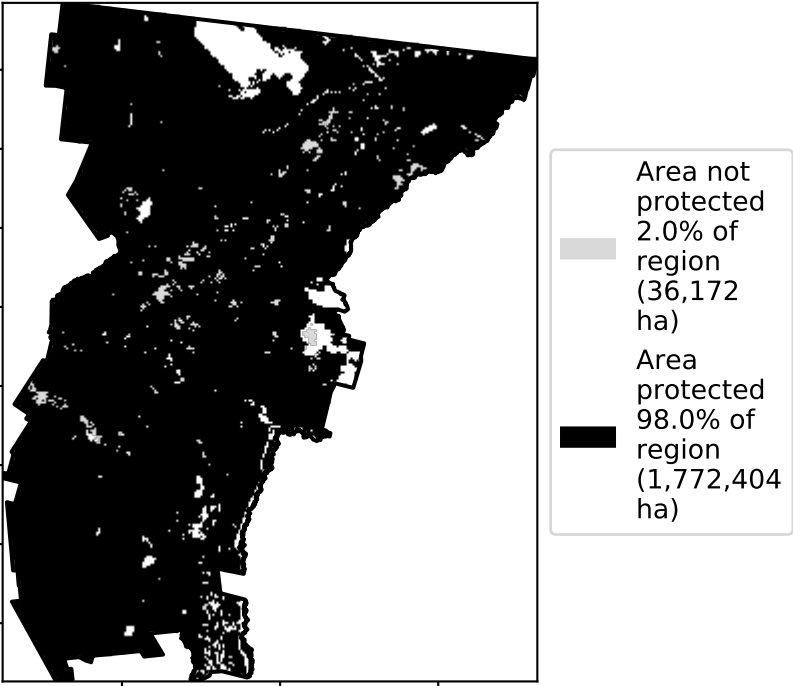 Area not
protected
2.0% of
region
(36,172
ha)
Area
protected
98.0% of
region
(1,772,404
ha)